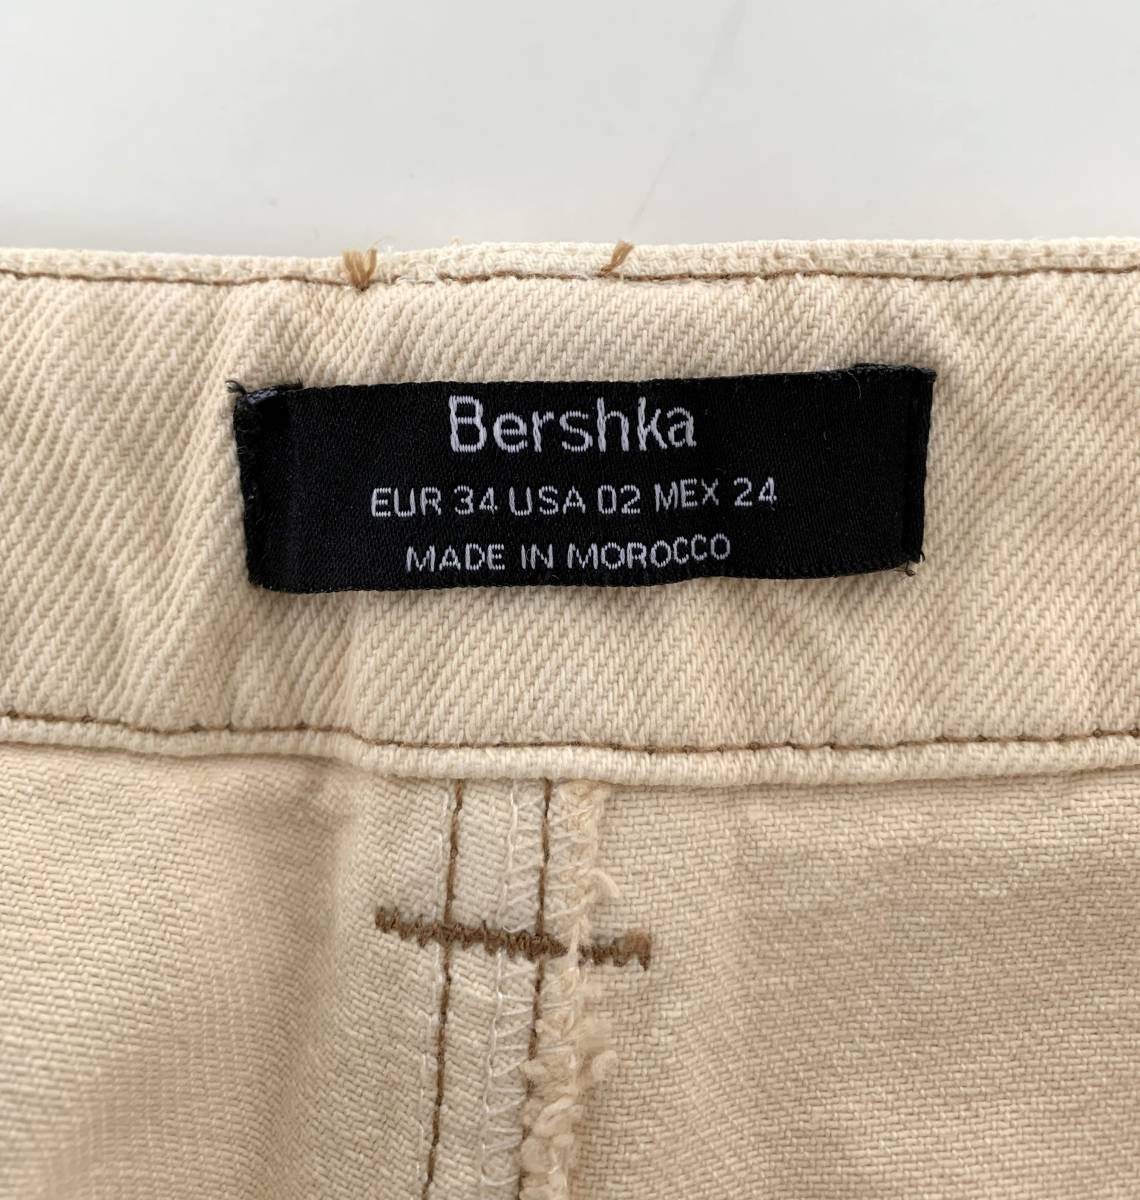 Bershka
EUR 34 USA 02 MEX 24
MADE IN MOROCCO